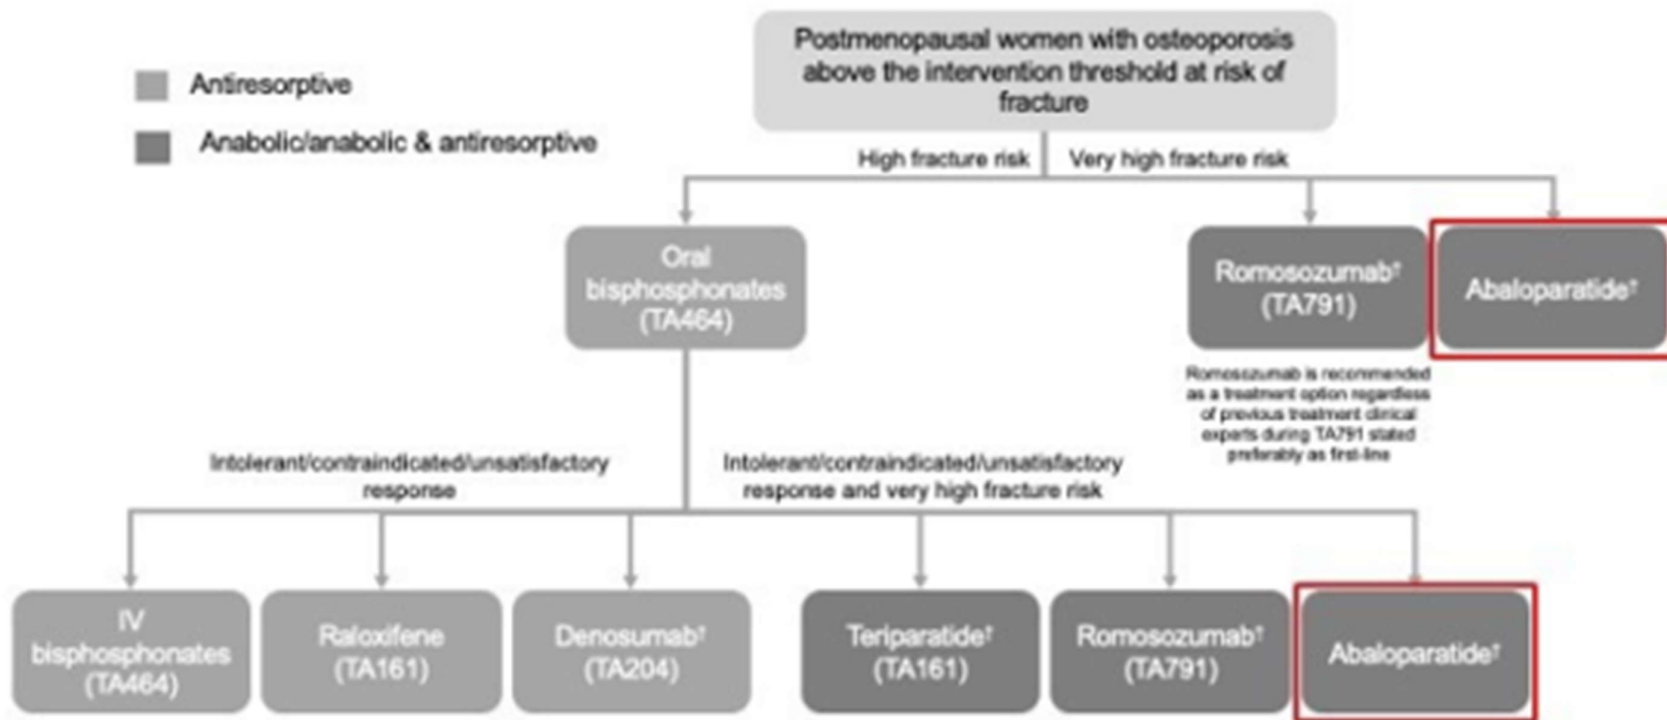 Postmenopausal women with osteoporosis
above the intervention threshold at risk of
fracture
Antiresorptive
Anabolic/anabolic & antiresorptive
High fracture risk
Very high fracture risk
Oral
bisphosphonates
(TA464)
Romosozumab†
(TA791)
Abaloparatide†
Romosozumab is recommended
as a treatment option regardless
of previous treatment clinical
experts during TA791 stated
preferably as first-line
Intolerant/contraindicated/unsatisfactory
response
Intolerant/contraindicated/unsatisfactory
response and very high fracture risk
IV
bisphosphonates
(TA464)
Raloxifene
(TA161)
Denosumab†
(TA204)
Teriparatide†
(TA161)
Romosozumab†
(TA791)
Abaloparatide†